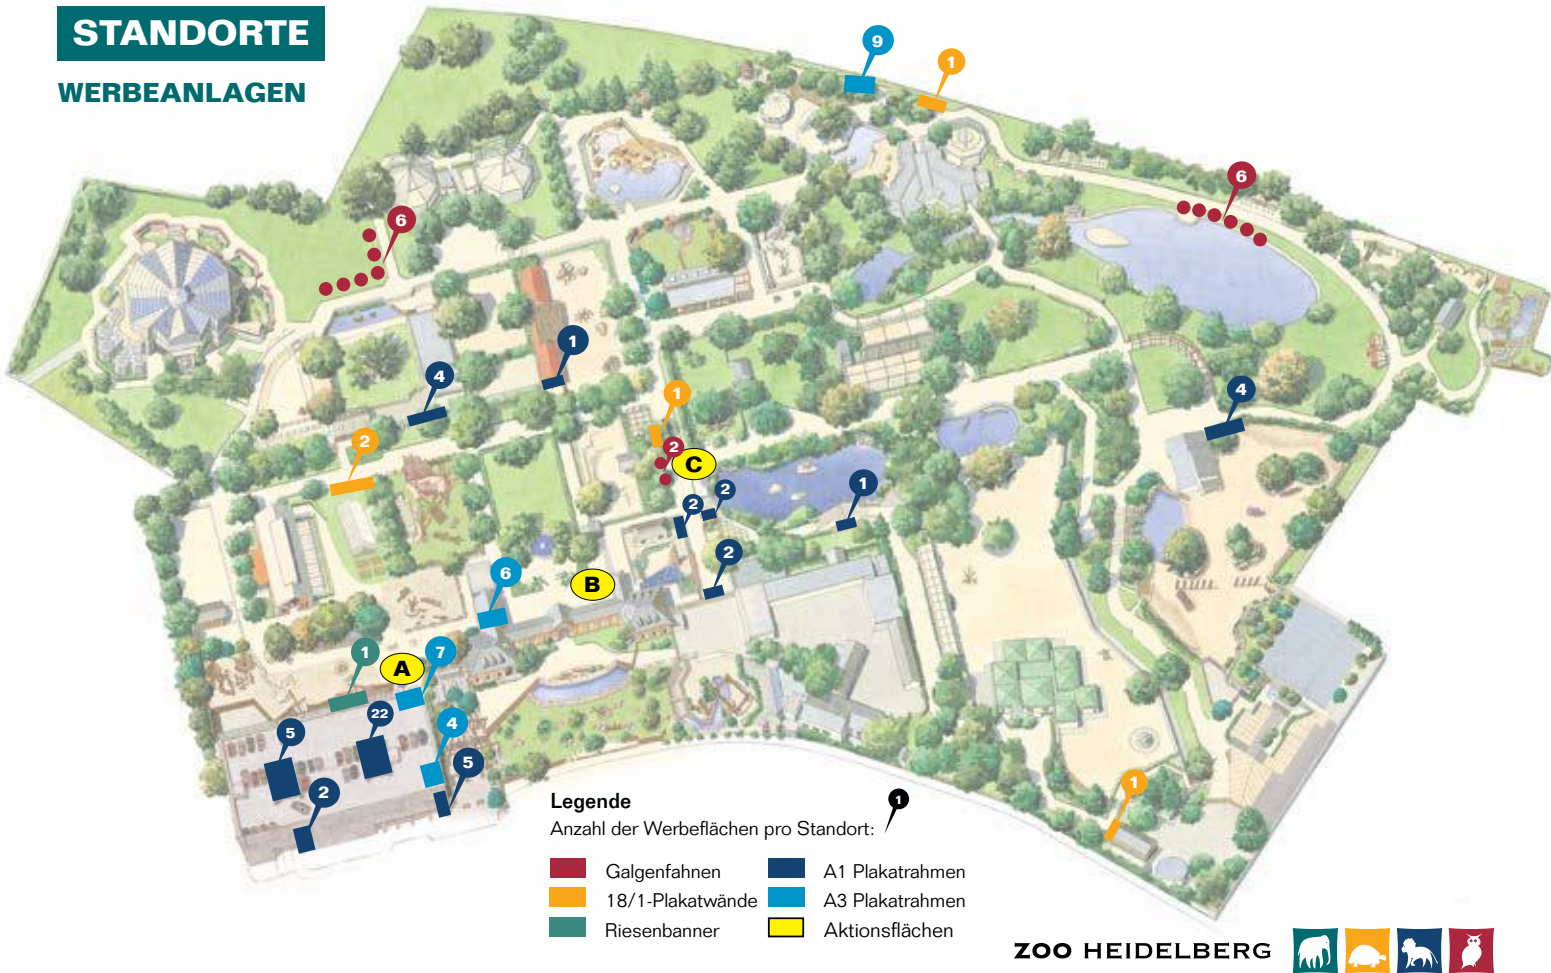 STANDORTE
WERBEANLAGEN
9
1
6
6
1
4
1
4
2
2
C
1
2
2
2
6
B
1
A
7
22
4
5
5
2
1
Legende
Anzahl der Werbeflächen pro Standort: 1
Galgenfahnen
A1 Plakatrahmen
18/1-Plakatwände
A3 Plakatrahmen
Riesenbanner
Aktionsflächen
ZOO HEIDELBERG